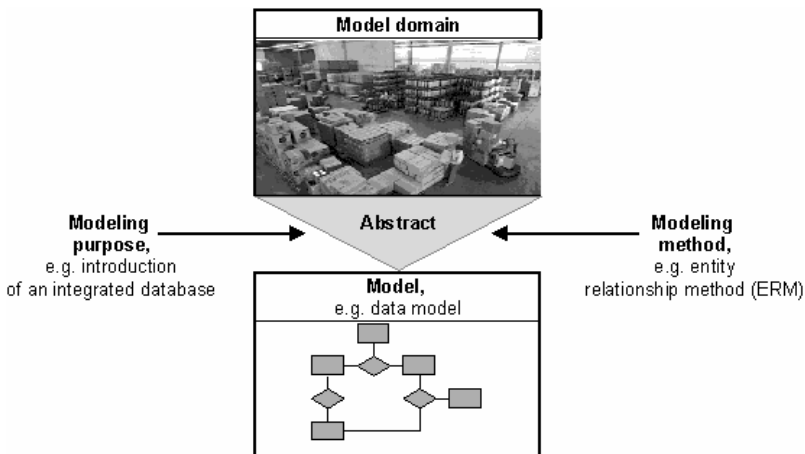 Model domain
Abstract
Modeling
purpose,
e.g. introduction
of an integrated database
Modeling
method,
e.g. entity
relationship method (ERM)
Model,
e.g. data model